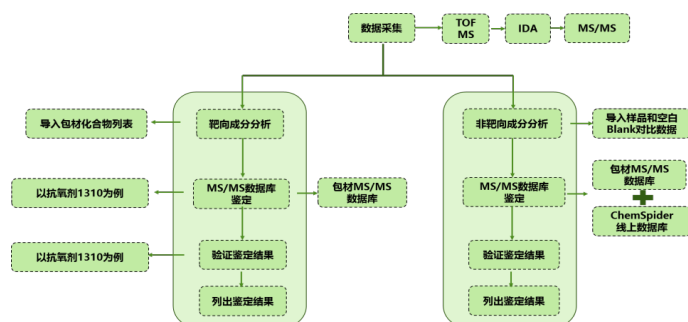 数据采集
TOF
MS
IDA
MS/MS
导入包材化合物列表
靶向成分分析
非靶向成分分析
导入样品和空白
Blank对比数据
以抗氧剂1310为例
MS/MS数据库
鉴定
包材MS/MS
数据库
MS/MS数据库
鉴定
包材MS/MS
数据库
ChemSpider
线上数据库
以抗氧剂1310为例
验证鉴定结果
验证鉴定结果
列出鉴定结果
列出鉴定结果